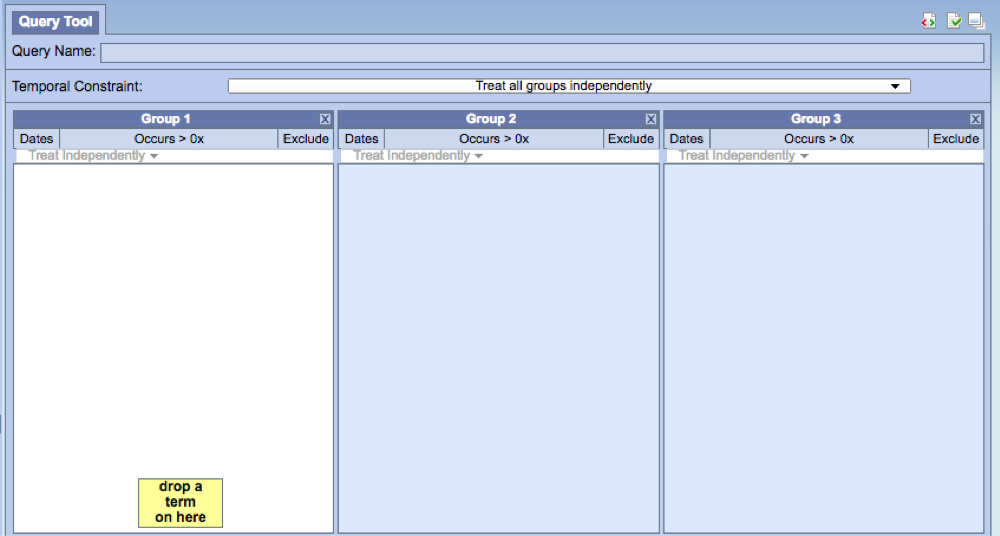 Query Tool
Query Name:
Temporal Constraint: Treat all groups independently
Group 1 X Group 2 X Group 3 X
Dates Occurs > 0x Exclude Dates Occurs > 0x Exclude Dates Occurs > 0x Exclude
Treat Independently Treat Independently Treat Independently
drop a
term
on here